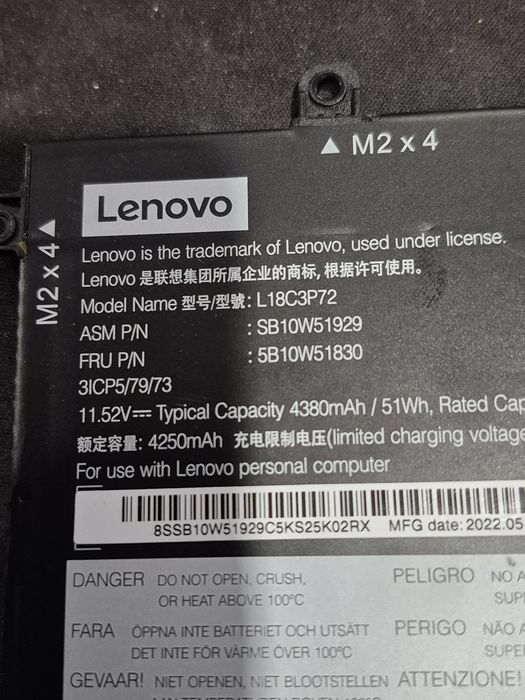 ▲ M2 x 4
M2 x 4 ▲
Lenovo
Lenovo is the trademark of Lenovo, used under license.
Lenovo 是联想集团所属企业的商标, 根据许可使用。
Model Name 型号/型號: L18C3P72
ASM P/N : SB10W51929
FRU P/N : 5B10W51830
3ICP5/79/73
11.52V⎓ Typical Capacity 4380mAh / 51Wh, Rated Cap
额定容量: 4250mAh 充电限制电压(limited charging voltage
For use with Lenovo personal computer
8SSB10W51929C5KS25K02RX MFG date: 2022.05
DANGER DO NOT OPEN, CRUSH, PELIGRO NO A
OR HEAT ABOVE 100°C SUP
FARA ÖPPNA INTE BATTERIET OCH UTSÄTT PERIGO NÃO A
DET INTE FÖR VÄRME ÖVER 100°C SUPE
GEVAAR! NIET OPENEN, NIET BLOOTSTELLEN ATTENZIONE!